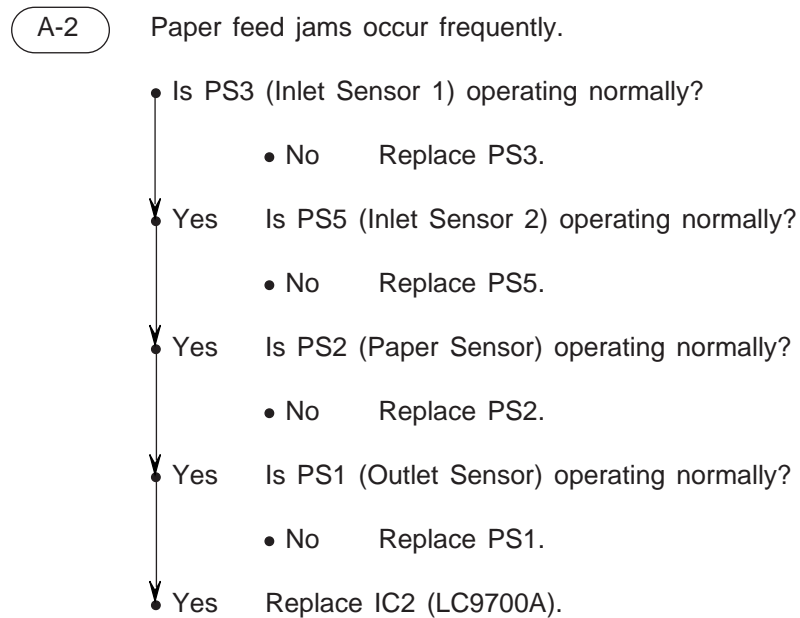 A-2 Paper feed jams occur frequently.
Is PS3 (Inlet Sensor 1) operating normally?
No Replace PS3.
Yes Is PS5 (Inlet Sensor 2) operating normally?
No Replace PS5.
Yes Is PS2 (Paper Sensor) operating normally?
No Replace PS2.
Yes Is PS1 (Outlet Sensor) operating normally?
No Replace PS1.
Yes Replace IC2 (LC9700A).